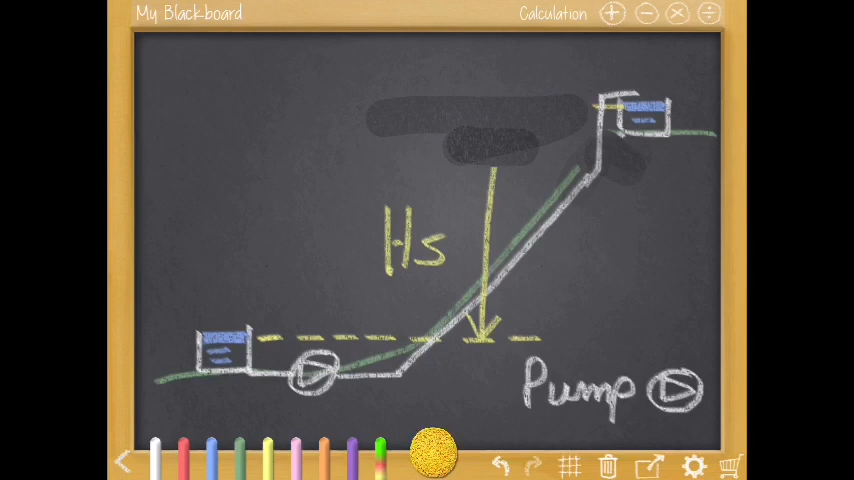 My Blackboard
Calculation + − × ÷
Hs
Pump